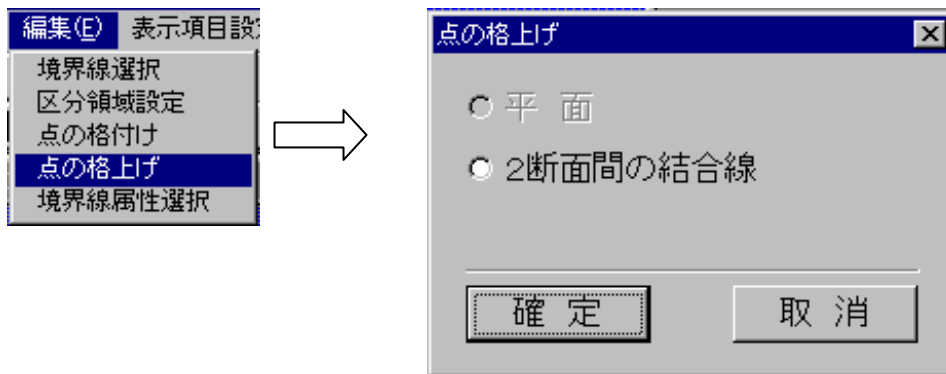 編集(E) 表示項目設
境界線選択
区分領域設定
点の格付け
点の格上げ
境界線属性選択
点の格上げ
平 面
2断面間の結合線
確 定
取 消